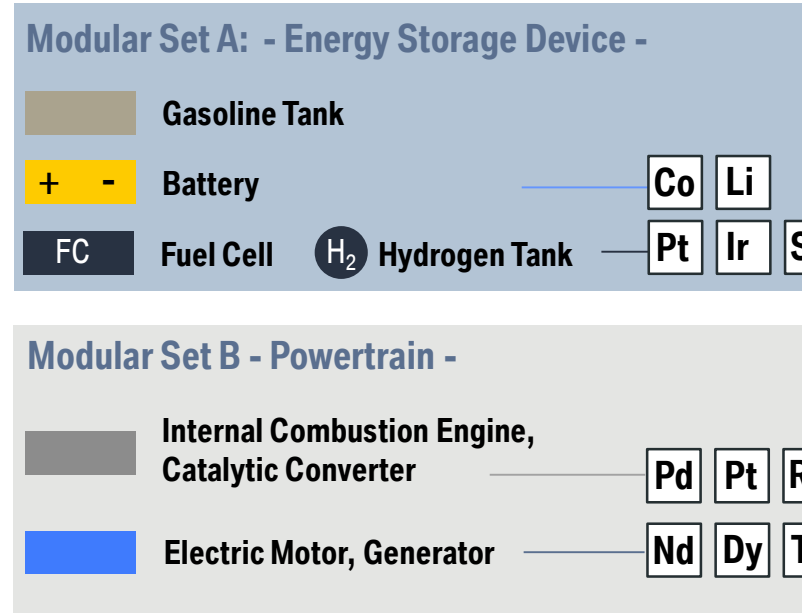 Modular Set A: - Energy Storage Device -
Gasoline Tank
+ - Battery Co Li
FC Fuel Cell H₂ Hydrogen Tank Pt Ir
Modular Set B - Powertrain -
Internal Combustion Engine,
Catalytic Converter Pd Pt
Electric Motor, Generator Nd Dy